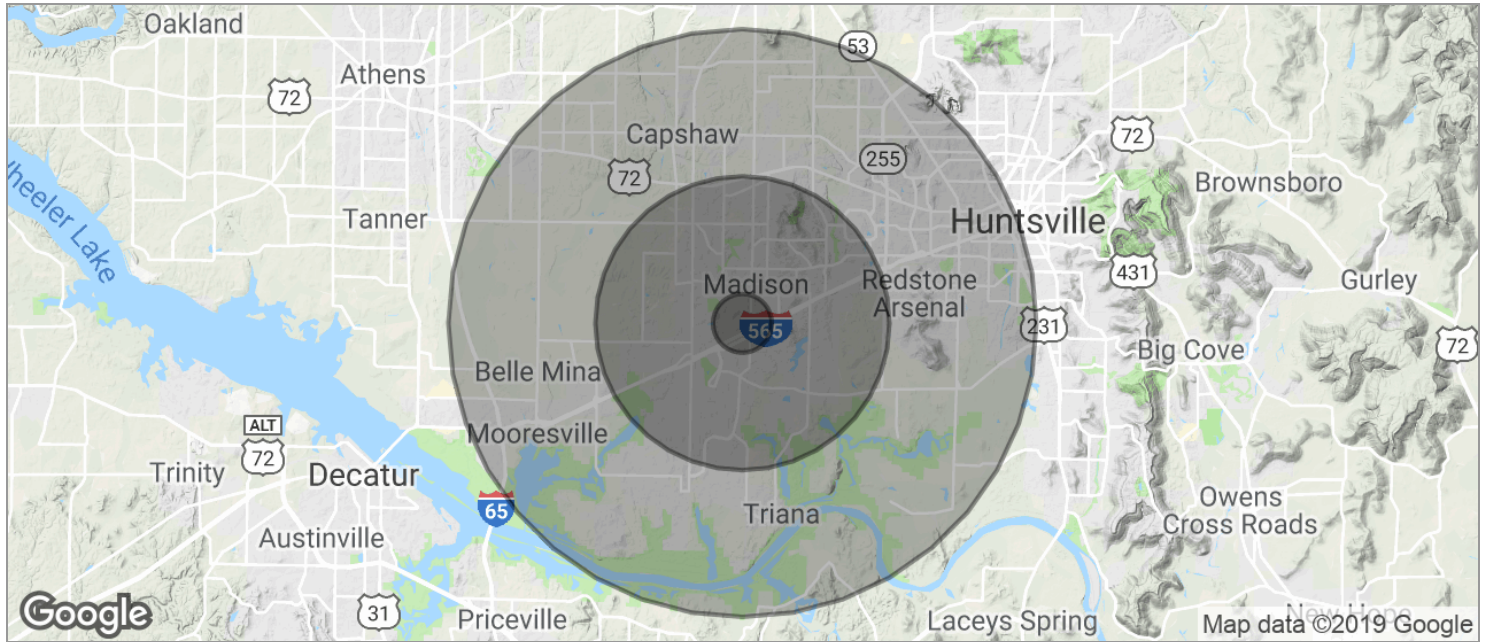 Oakland
53
Athens
72
Capshaw
72
255
72
Brownsboro
Tanner
Huntsville
Wheeler Lake
431
Gurley
Madison
Redstone
Arsenal
565
231
72
Big Cove
Belle Mina
ALT
72
Mooresville
Trinity
Decatur
65
Triana
Owens
Cross Roads
Austinville
31
Priceville
Laceys Spring
New Hope
Google
Map data ©2019 Google